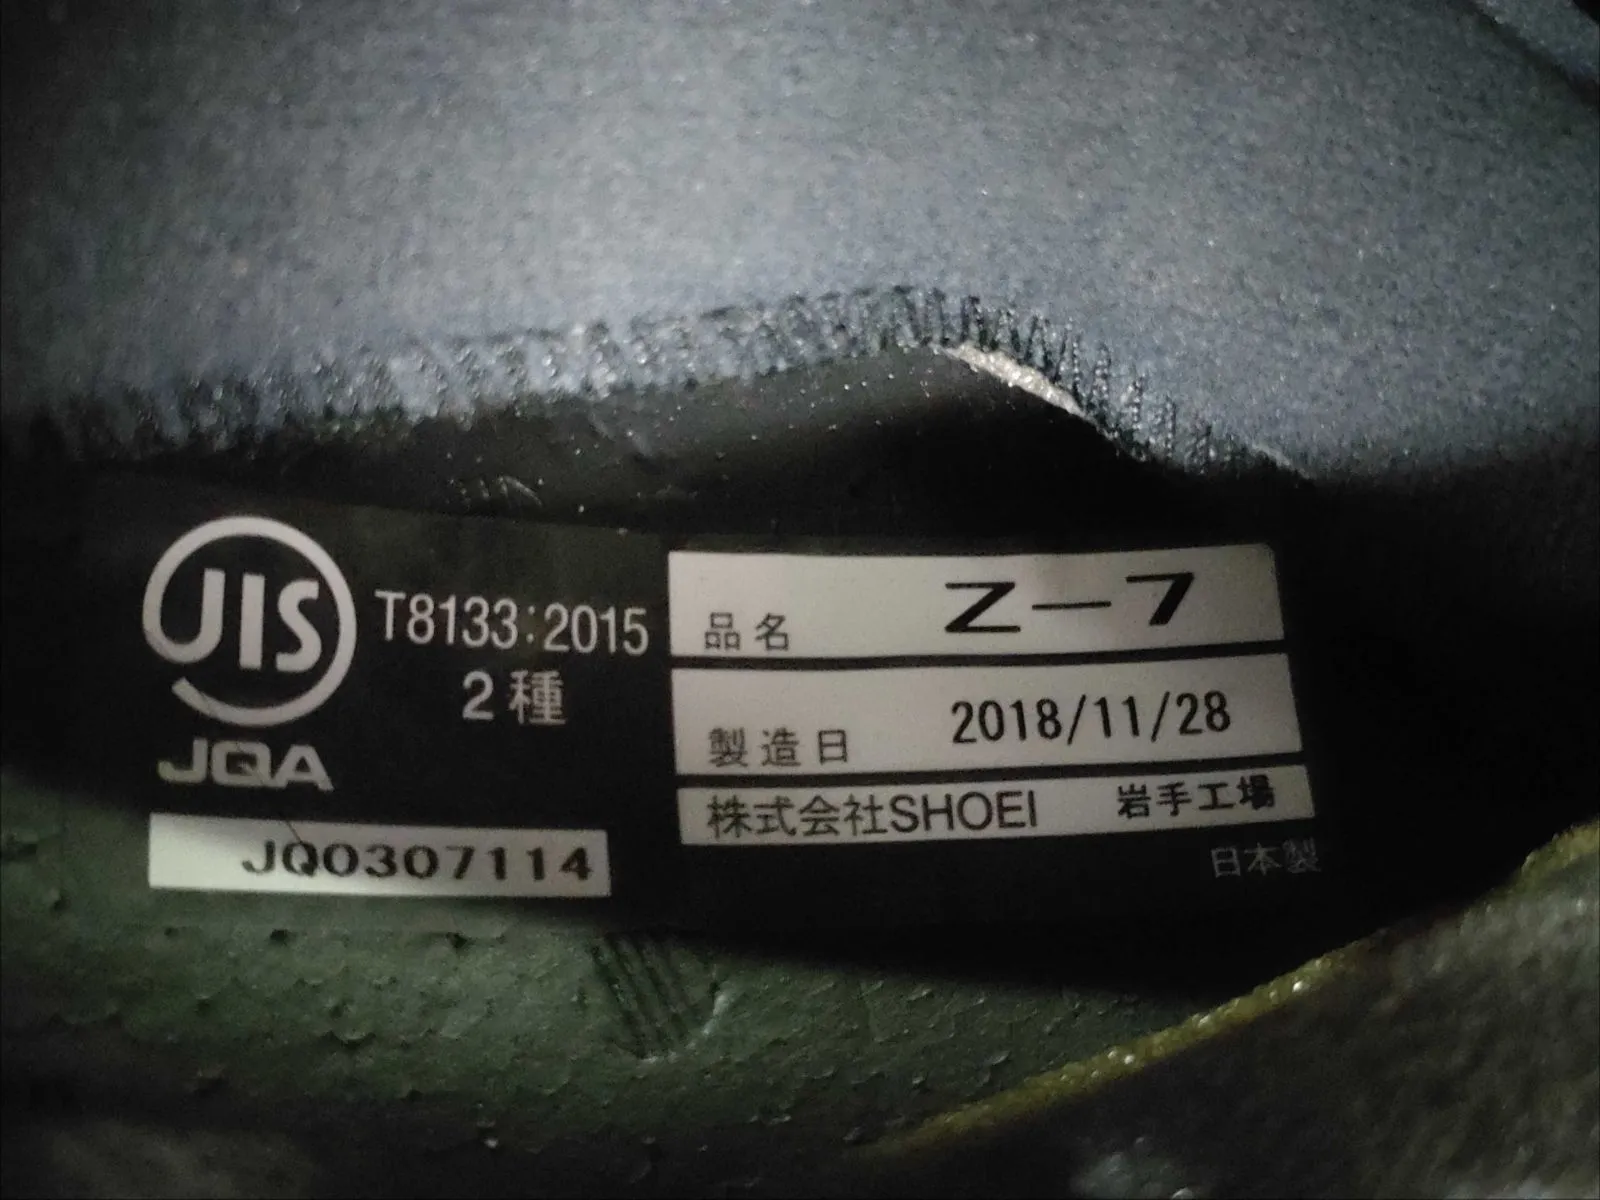 JIS
T8133:2015
2種
JQA
JQ0307114
品名 Z-7
製造日 2018/11/28
株式会社SHOEI 岩手工場
日本製